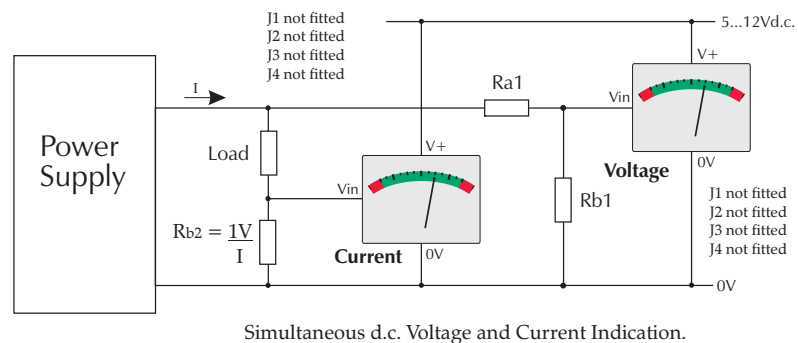 J1 not fitted
J2 not fitted
J3 not fitted
J4 not fitted
5...12Vd.c.
I
Ra1
Vin
V+
0V
Voltage
Power
Supply
Load
V+
Vin
Rb2 = 1V
I
Current
0V
Rb1
J1 not fitted
J2 not fitted
J3 not fitted
J4 not fitted
0V
Simultaneous d.c. Voltage and Current Indication.